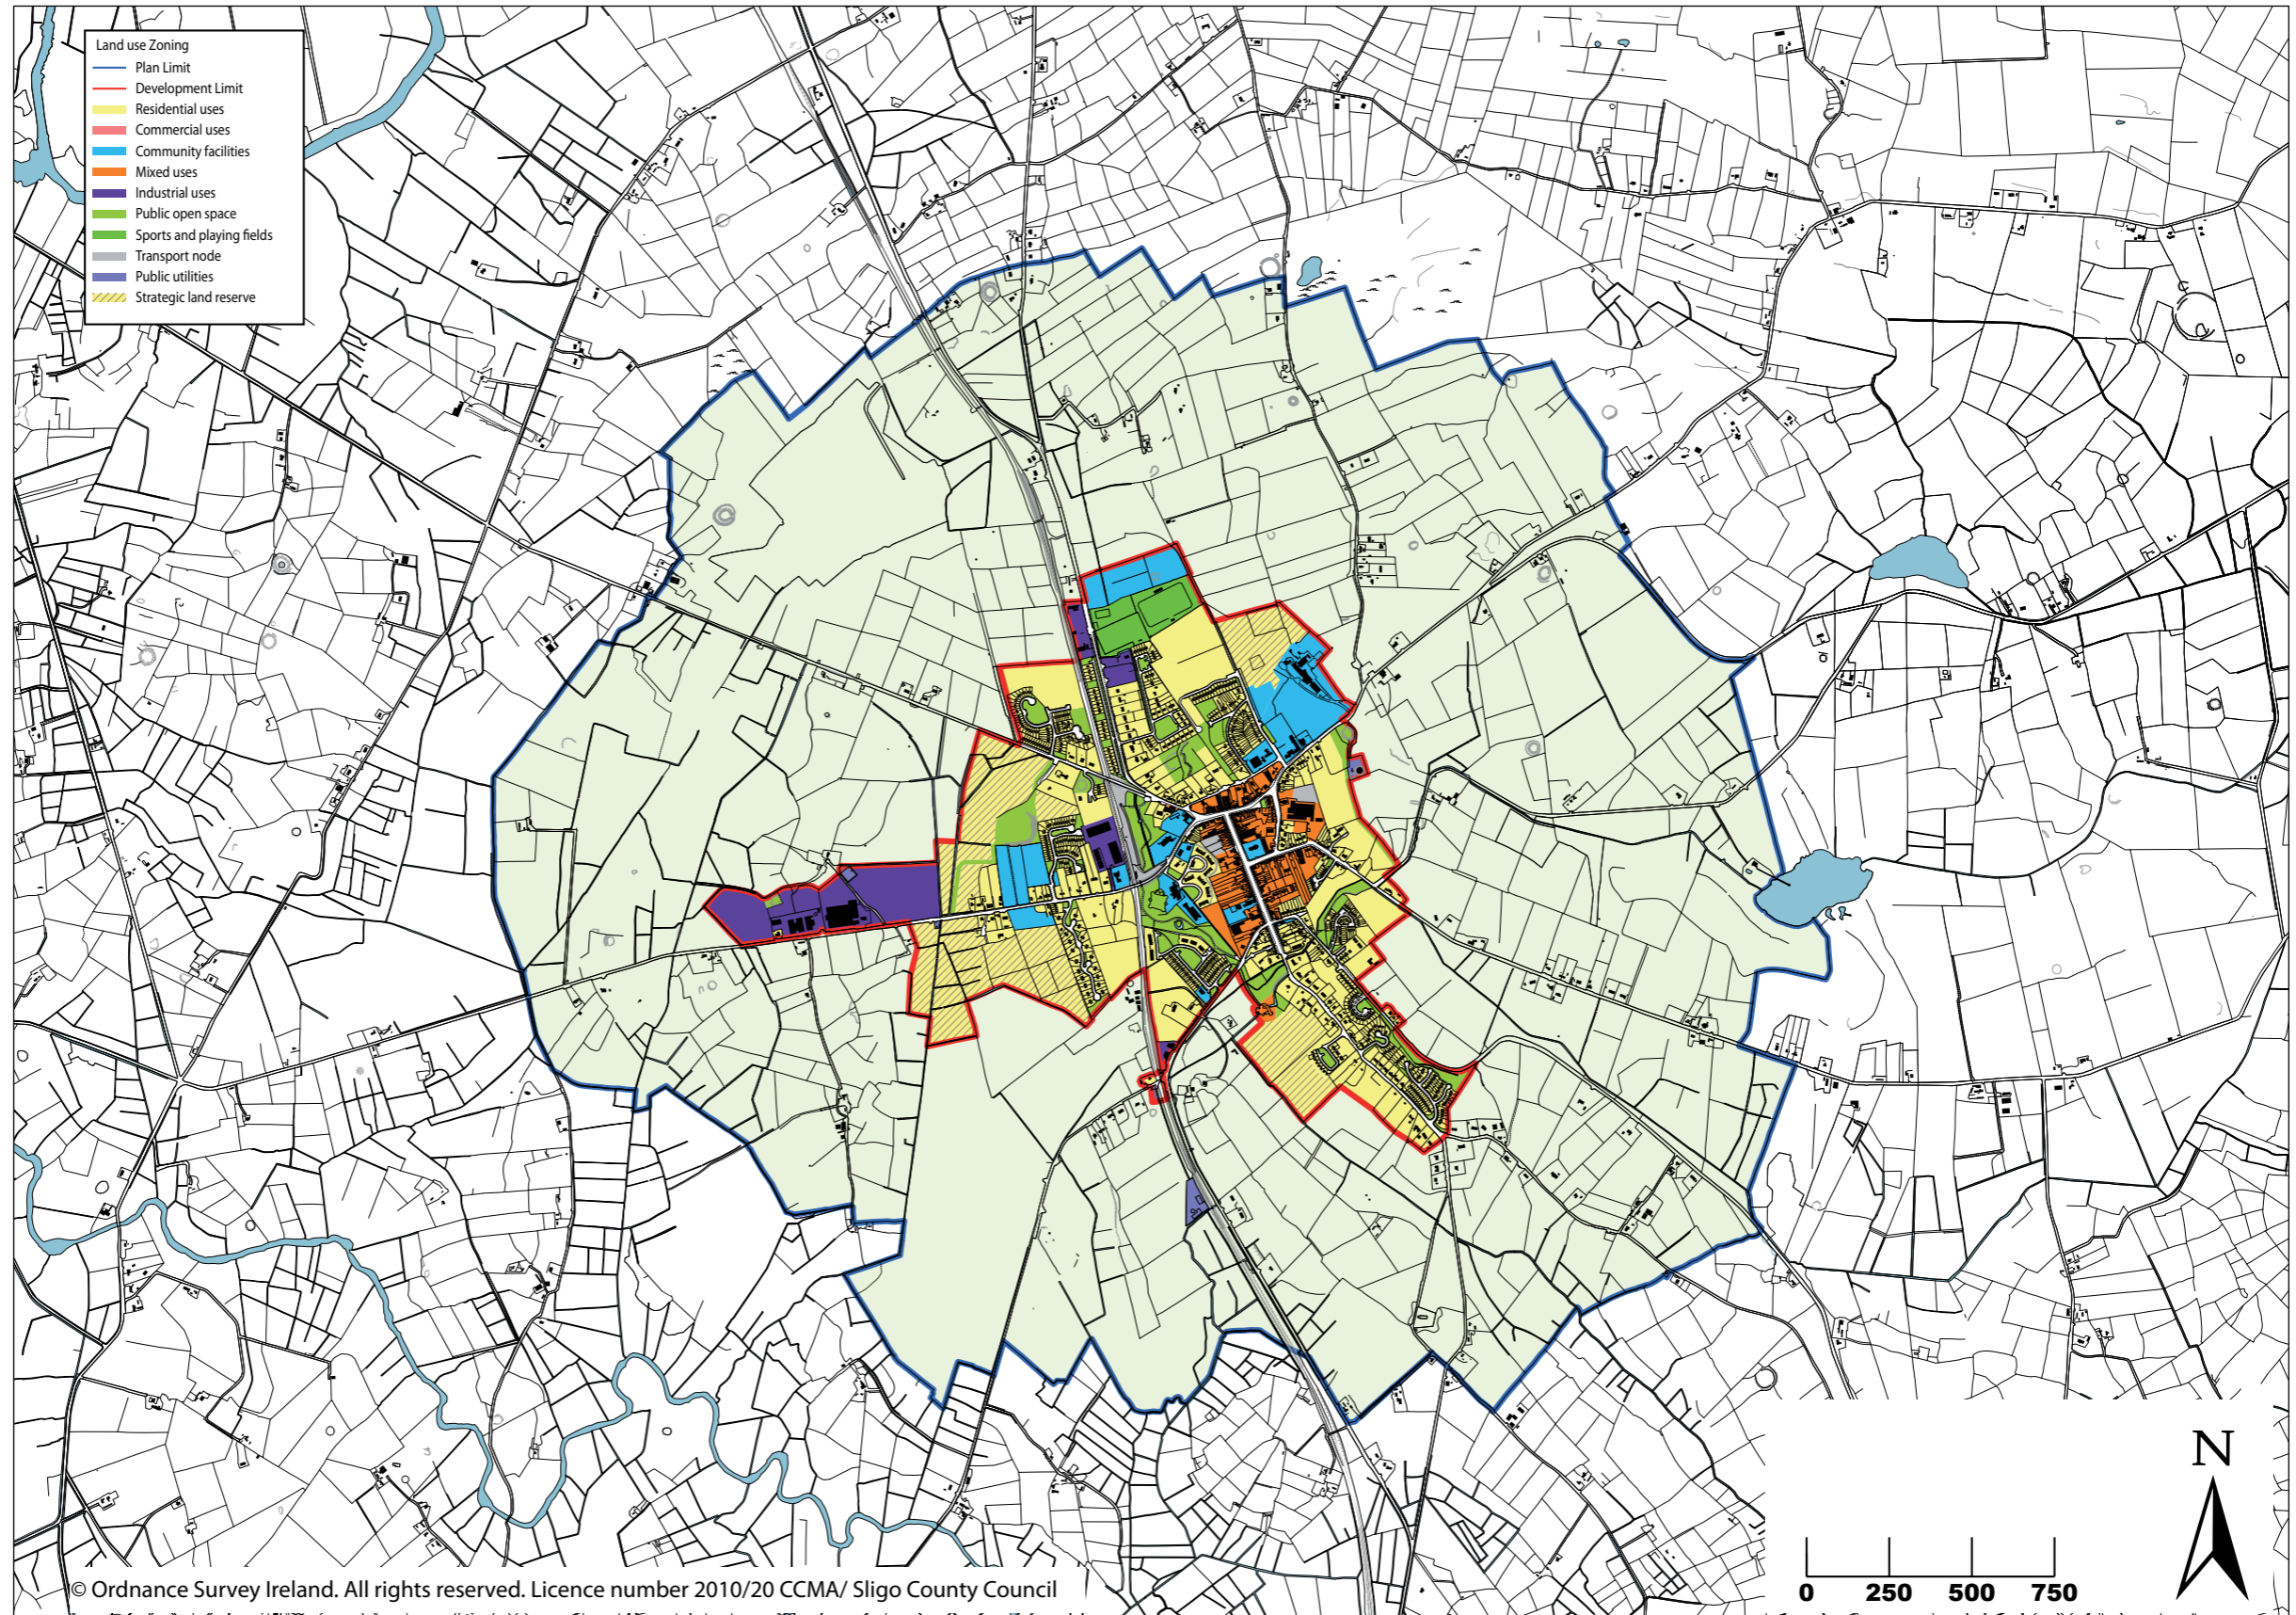 Land use Zoning
Plan Limit
Development Limit
Residential uses
Commercial uses
Community facilities
Mixed uses
Industrial uses
Public open space
Sports and playing fields
Transport node
Public utilities
Strategic land reserve
N
0 250 500 750
© Ordnance Survey Ireland. All rights reserved. Licence number 2010/20 CCMA/ Sligo County Council